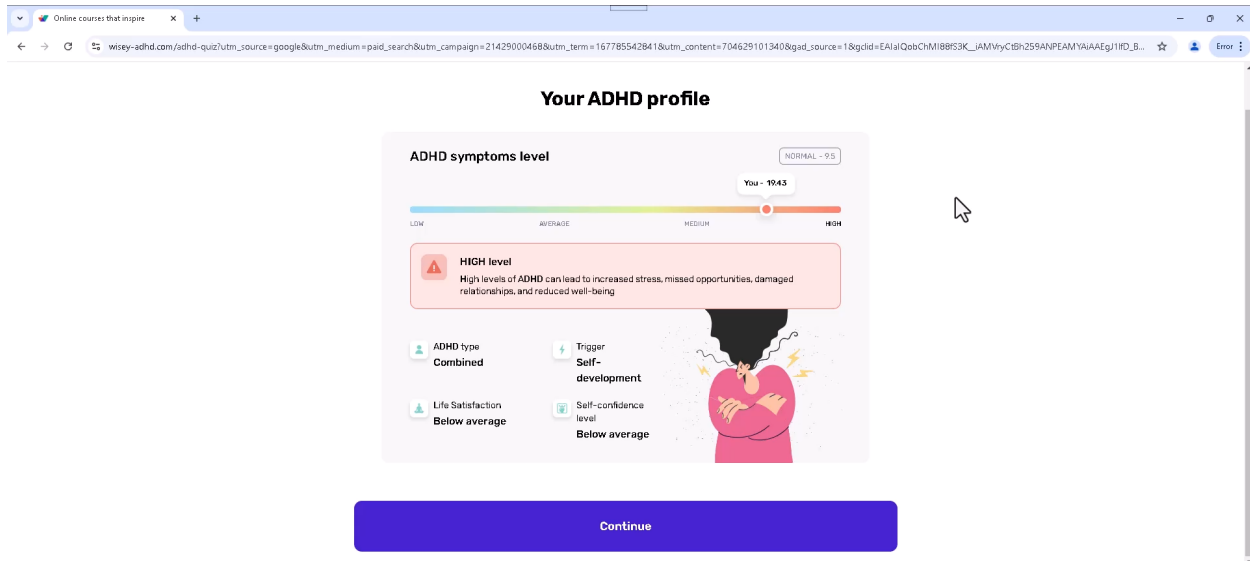 Online courses that inspire
wisey-adhd.com/adhd-quiz?utm_source=google&utm_medium=paid_search&utm_campaign=21429000468&utm_term=167785542841&utm_content=704629101340&gad_source=1&gclid=
Error
Your ADHD profile
ADHD symptoms level
NORMAL - 9.5
You - 19.43
LOW AVERAGE MEDIUM HIGH
HIGH level
High levels of ADHD can lead to increased stress, missed opportunities, damaged
relationships, and reduced well-being
ADHD type
Combined
Trigger
Self-
development
Life Satisfaction
Below average
Self-confidence
level
Below average
Continue